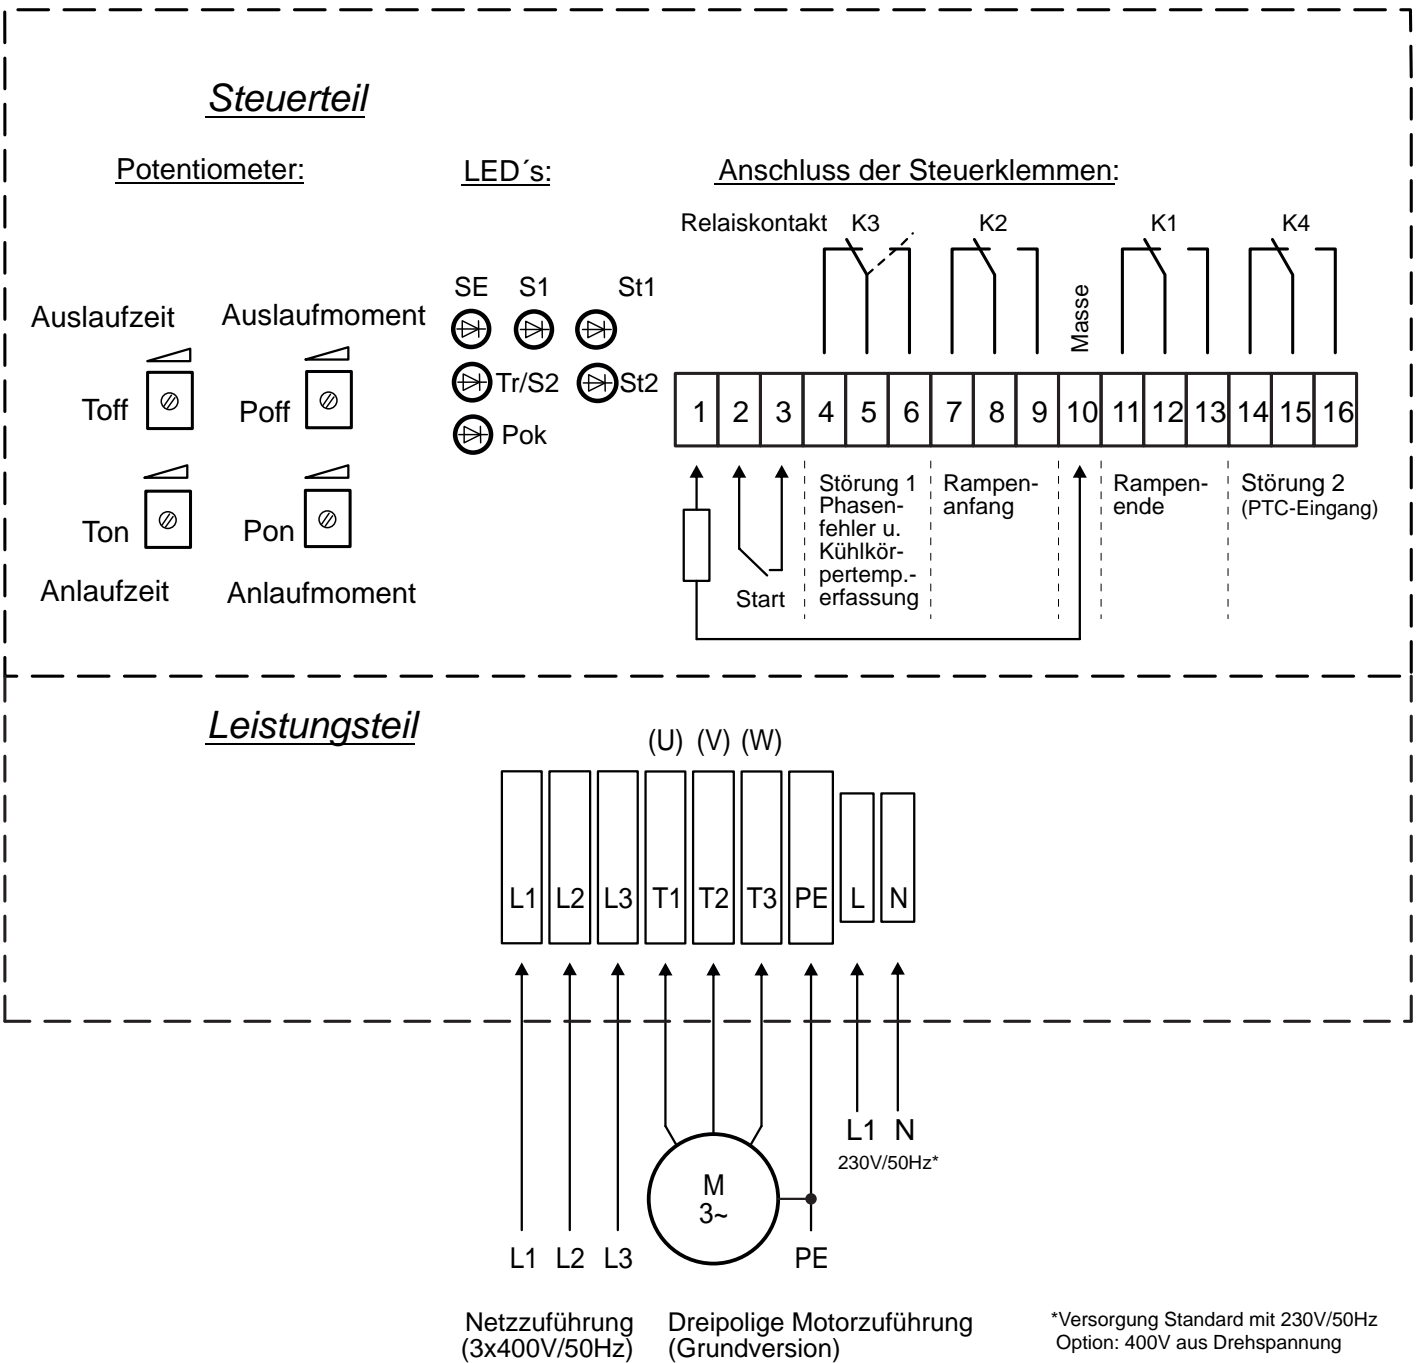 Steuerteil
Potentiometer:
LED´s:
Anschluss der Steuerklemmen:
Relaiskontakt K3 K2 K1 K4
Masse
SE S1 St1
Auslaufzeit Auslaufmoment
Tr/S2 St2
Toff Poff
Pok
1 2 3 4 5 6 7 8 9 10 11 12 13 14 15 16
Ton Pon
Anlaufzeit Anlaufmoment
Start
Störung 1
Phasen-
fehler u.
Kühlkör-
pertemp.-
erfassung
Rampen-
anfang
Rampen-
ende
Störung 2
(PTC-Eingang)
Leistungsteil
(U) (V) (W)
L1 L2 L3 T1 T2 T3 PE L N
L1 N
230V/50Hz*
M
3~
L1 L2 L3 PE
Netzzuführung
(3x400V/50Hz)
Dreipolige Motorzuführung
(Grundversion)
*Versorgung Standard mit 230V/50Hz
Option: 400V aus Drehspannung